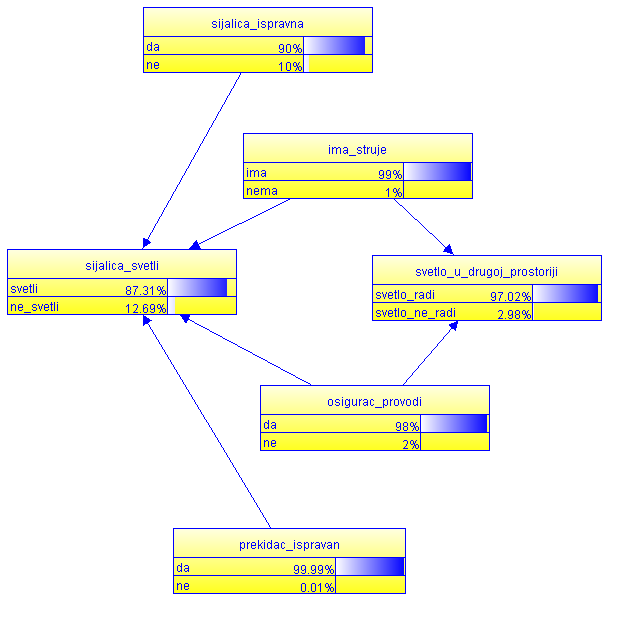 sijalica_ispravna
da 90%
ne 10%
ima_struje
ima 99%
nema 1%
sijalica_svetli
svetli 87.31%
ne_svetli 12.69%
svetlo_u_drugoj_prostoriji
svetlo_radi 97.02%
svetlo_ne_radi 2.98%
osigurac_provodi
da 98%
ne 2%
prekidac_ispravan
da 99.99%
ne 0.01%